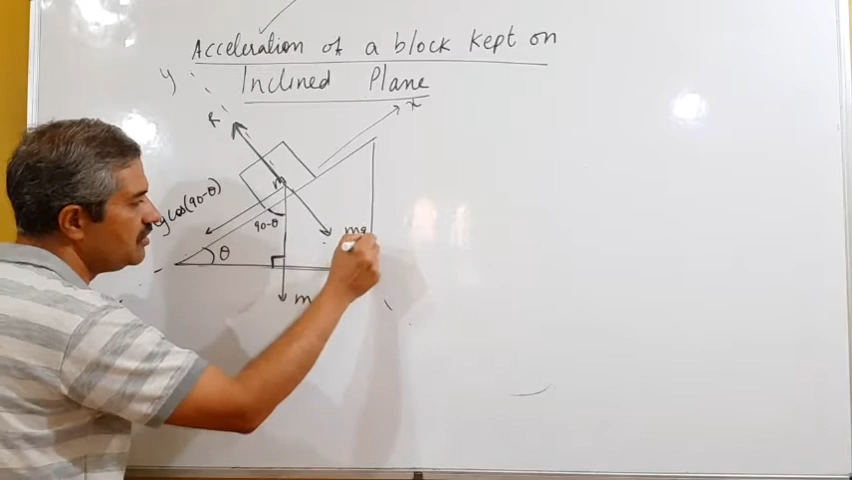 Acceleration of a block kept on
Inclined Plane
y
x
R
m
g cos(90-θ)
90-θ
θ
mg
m